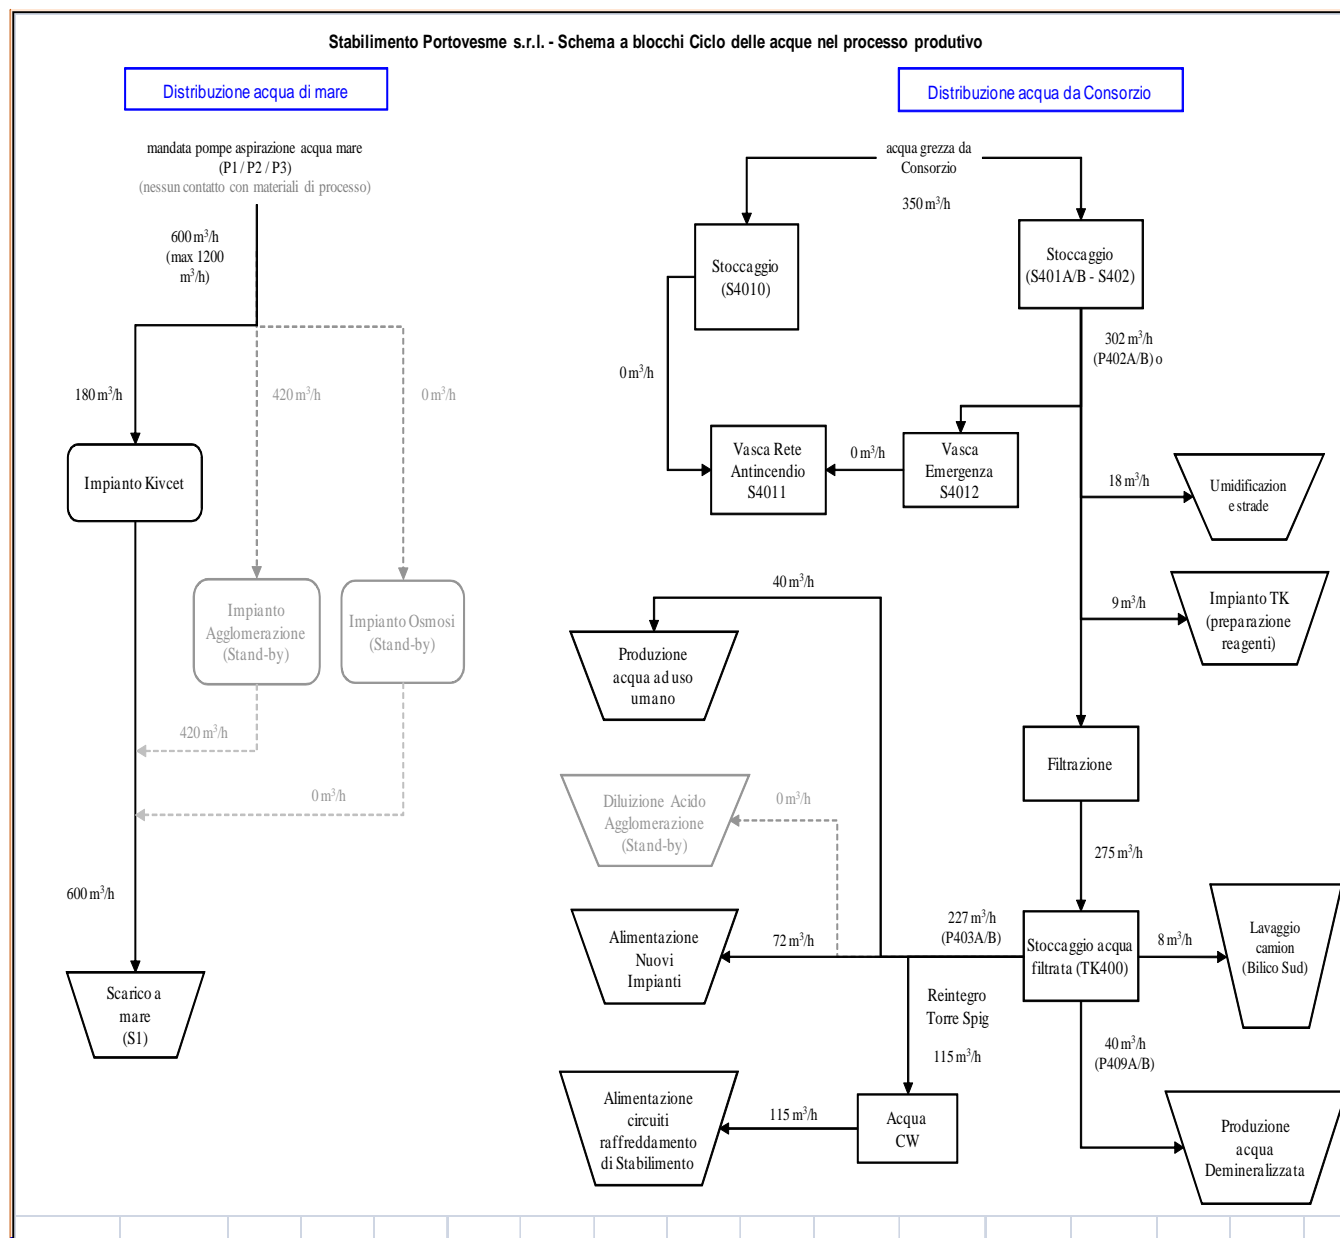 Stabilimento Portovesme s.r.l. - Schema a blocchi Ciclo delle acque nel processo produtivo
Distribuzione acqua di mare
mandata pompe aspirazione acqua mare
(P1 / P2 / P3)
(nessun contatto con materiali di processo)
600 m³/h
(max 1200
m³/h)
180 m³/h
420 m³/h
0 m³/h
Impianto Kivcet
Impianto
Agglomerazione
(Stand-by)
Impianto Osmosi
(Stand-by)
420 m³/h
0 m³/h
600 m³/h
Scarico a
mare
(S1)
Distribuzione acqua da Consorzio
acqua grezza da
Consorzio
350 m³/h
Stoccaggio
(S4010)
Stoccaggio
(S401A/B - S402)
302 m³/h
(P402A/B) o
0 m³/h
Vasca Rete
Antincendio
S4011
0 m³/h
Vasca
Emergenza
S4012
18 m³/h
Umidificazion
e strade
9 m³/h
Impianto TK
(preparazione
reagenti)
40 m³/h
Produzione
acqua ad uso
umano
Filtrazione
Diluizione Acido
Agglomerazione
(Stand-by)
0 m³/h
275 m³/h
Alimentazione
Nuovi
Impianti
72 m³/h
227 m³/h
(P403A/B)
Stoccaggio acqua
filtrata (TK400)
8 m³/h
Lavaggio
camion
(Bilico Sud)
Reintegro
Torre Spig
115 m³/h
40 m³/h
(P409A/B)
Alimentazione
circuiti
raffreddamento
di Stabilimento
115 m³/h
Acqua
CW
Produzione
acqua
Demineralizzata